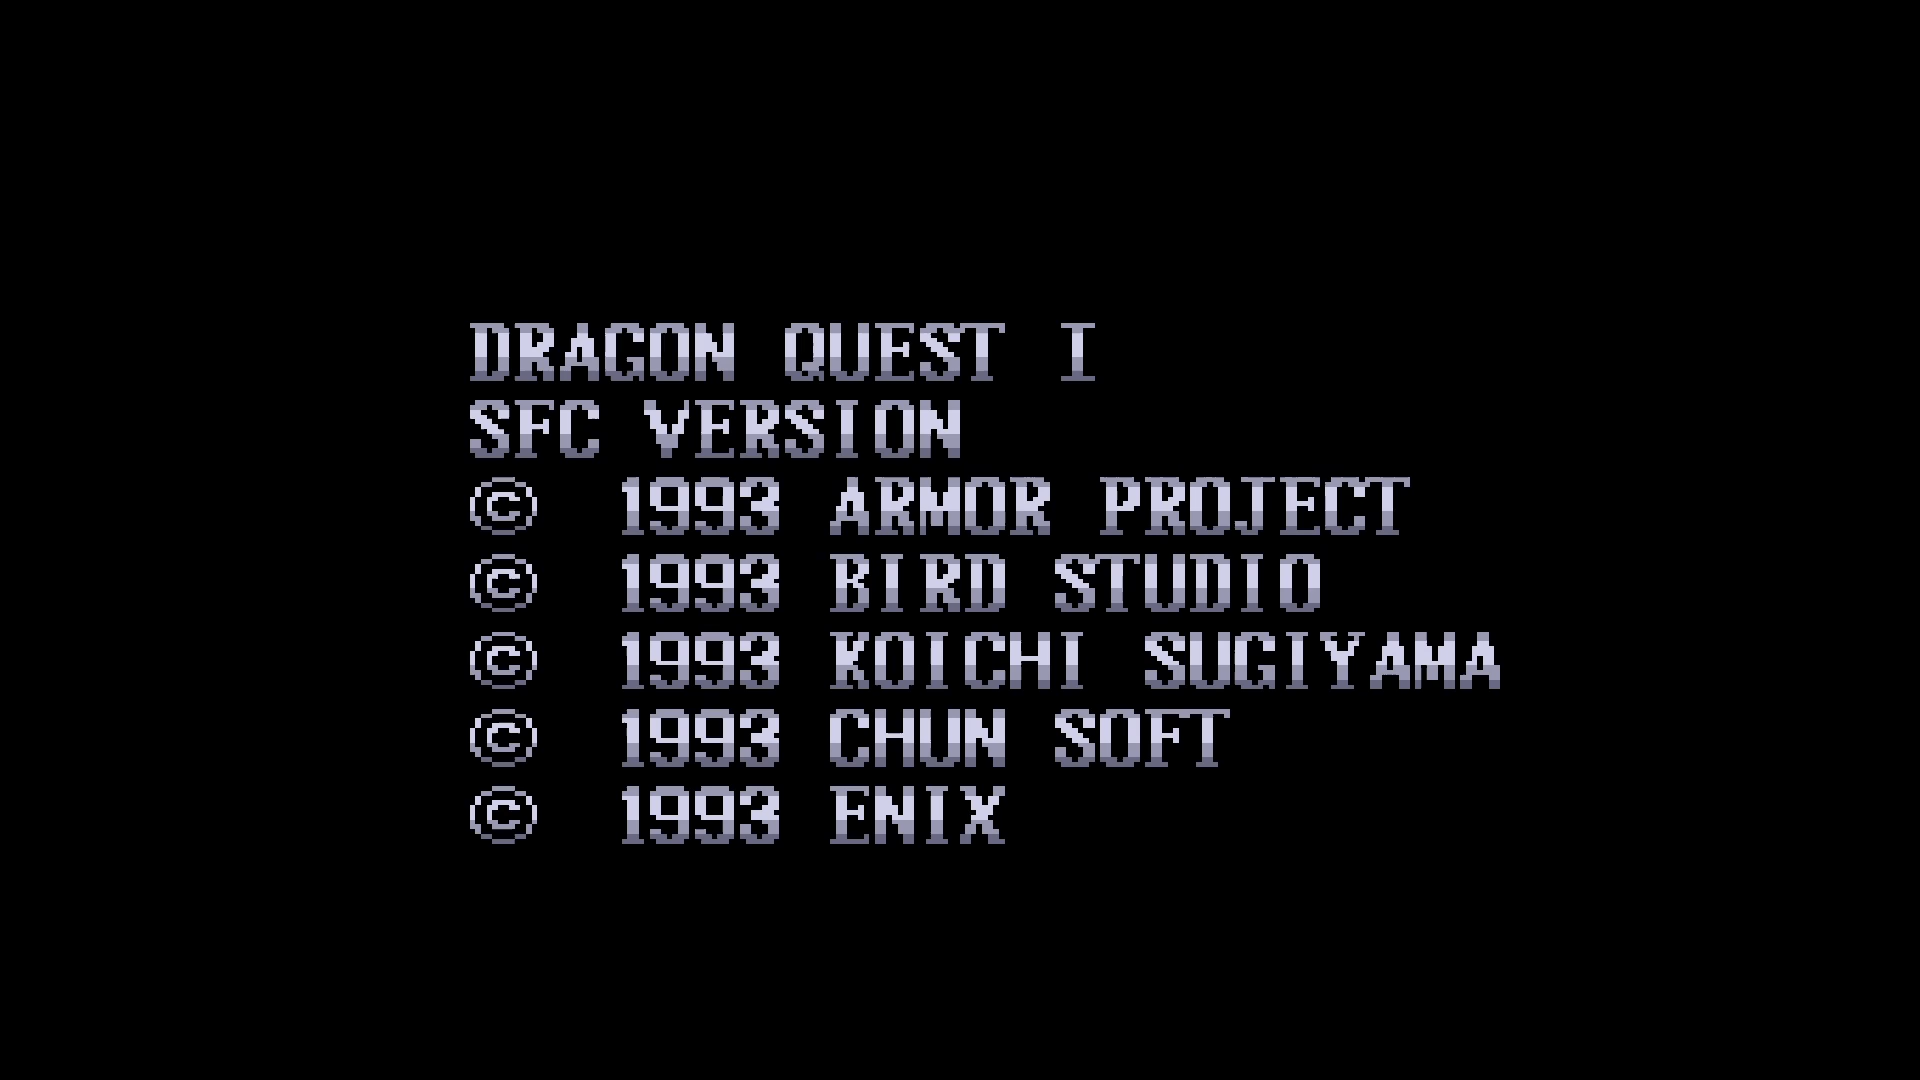 DRAGON QUEST I
SFC VERSION
© 1993 ARMOR PROJECT
© 1993 BIRD STUDIO
© 1993 KOICHI SUGIYAMA
© 1993 CHUN SOFT
© 1993 ENIX